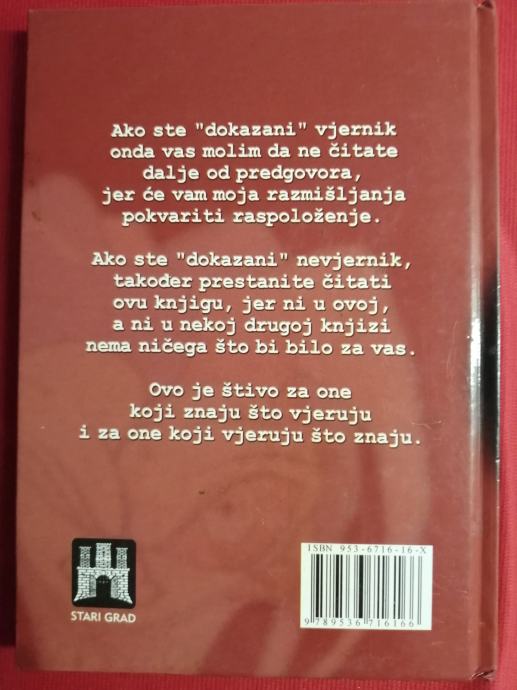 Ako ste "dokazani" vjernik
onda vas molim da ne čitate
dalje od predgovora,
jer će vam moja razmišljanja
pokvariti raspoloženje.
Ako ste "dokazani" nevjernik,
također prestanite čitati
ovu knjigu, jer ni u ovoj,
a ni u nekoj drugoj knjizi
nema ničega što bi bilo za vas.
Ovo je štivo za one
koji znaju što vjeruju
i za one koji vjeruju što znaju.
STARI GRAD
ISBN 953-6716-16-X
9 789536 716166